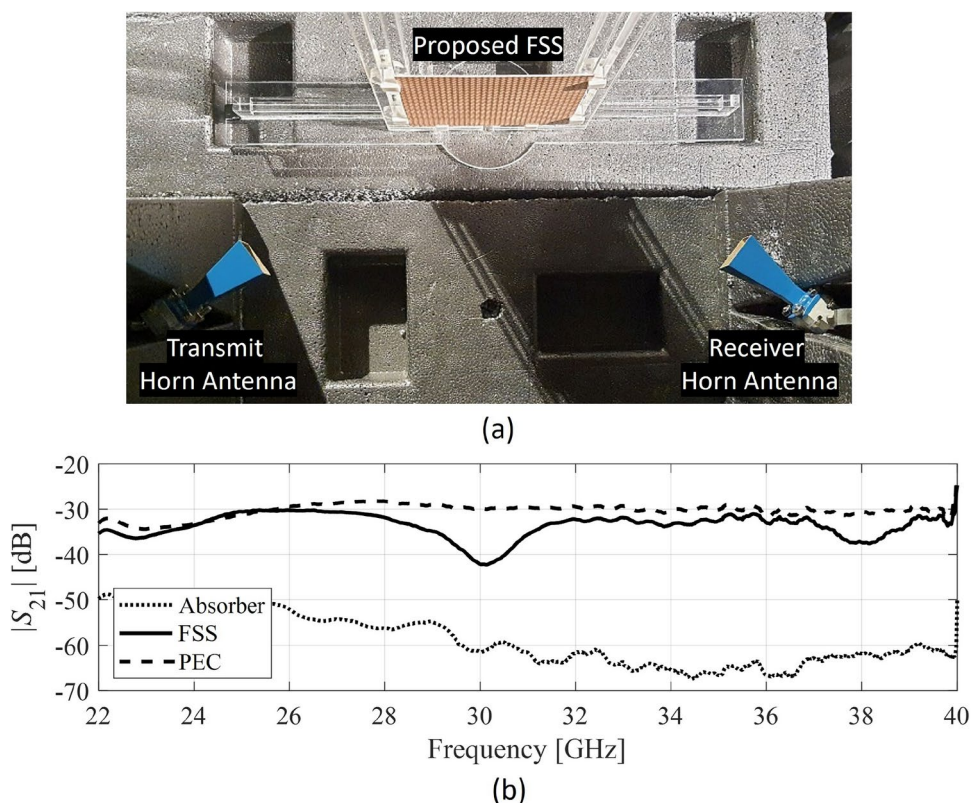 Proposed FSS
Transmit
Horn Antenna
Receiver
Horn Antenna
(a)
-20
-30
-40
-50
-60
-70
|S21| [dB]
Absorber
FSS
PEC
22
24
26
28
30
32
34
36
38
40
Frequency [GHz]
(b)